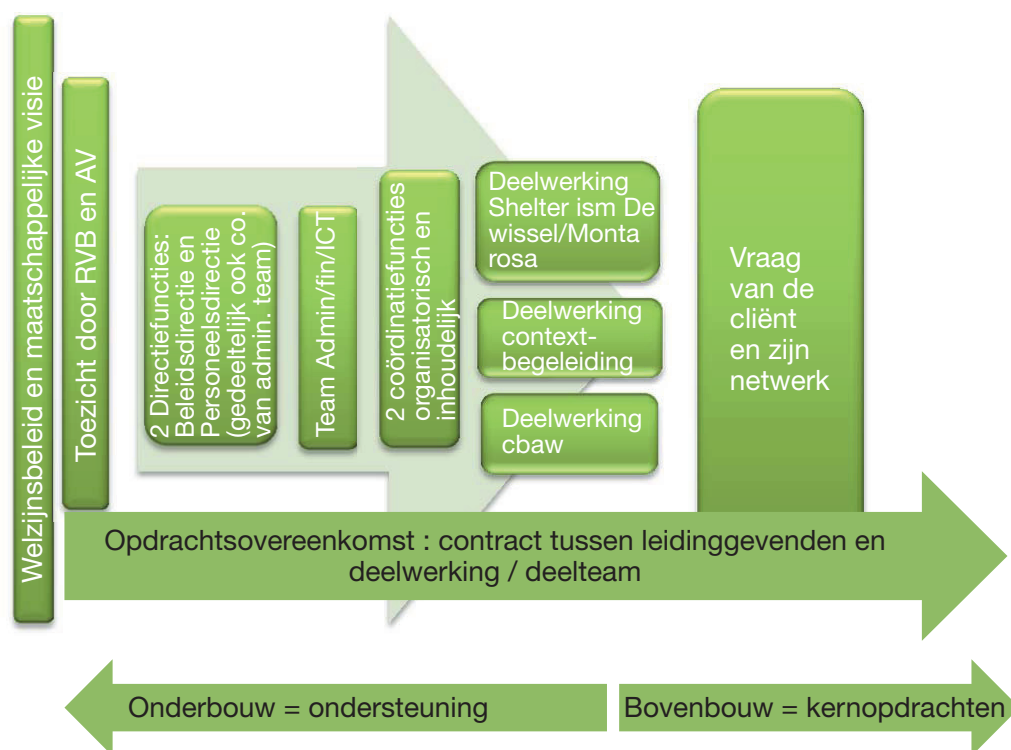 Welzijnsbeleid en maatschappelijke visie
Toezicht door RVB en AV
2 Directiefuncties:
Beleidsdirectie en
Personeelsdirectie
(gedeeltelijk ook co.
van admin. team)
Team Admin/fin/ICT
2 coördinatiefuncties
organisatorisch en
inhoudelijk
Deelwerking
Shelter ism De
wissel/Monta
rosa
Deelwerking
context-
begeleiding
Deelwerking
cbaw
Vraag
van de
cliënt
en zijn
netwerk
Opdrachtsovereenkomst : contract tussen leidinggevenden en
deelwerking / deelteam
Onderbouw = ondersteuning
Bovenbouw = kernopdrachten